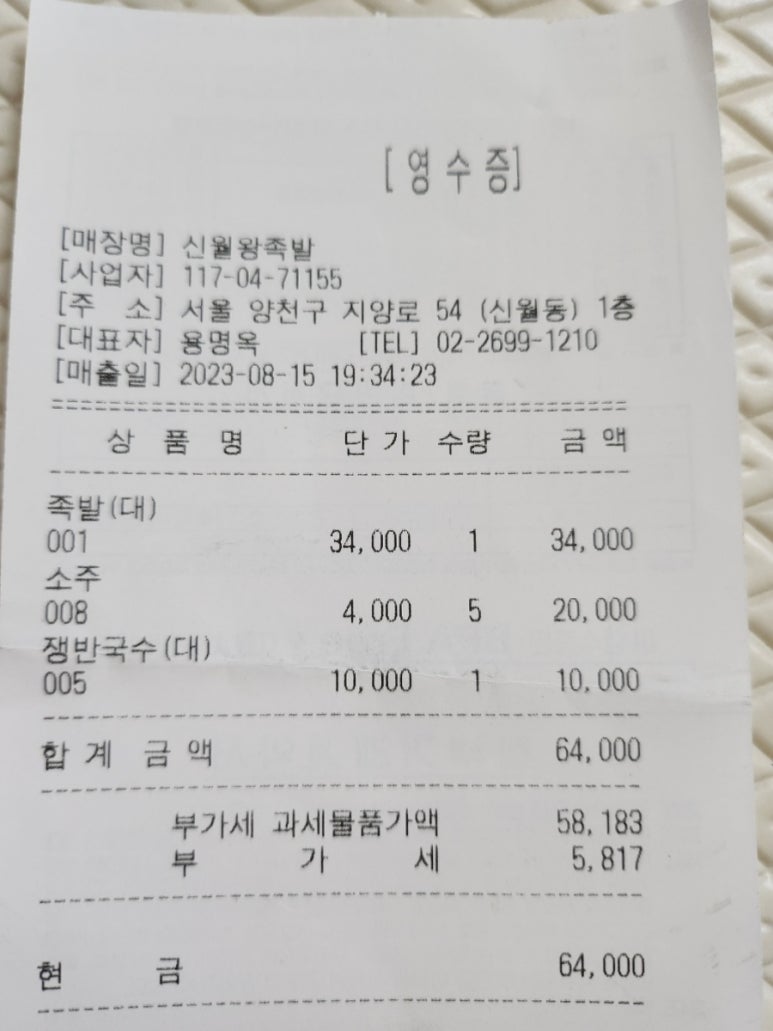 [영수증]
[매장명] 신월왕족발
[사업자] 117-04-71155
[주 소] 서울 양천구 지양로 54 (신월동) 1층
[대표자] 용명옥 [TEL] 02-2699-1210
[매출일] 2023-08-15 19:34:23
상 품 명 단 가 수량 금 액
족발(대)
001 34,000 1 34,000
소주
008 4,000 5 20,000
쟁반국수(대)
005 10,000 1 10,000
합 계 금 액 64,000
부가세 과세물품가액 58,183
부 가 세 5,817
현 금 64,000